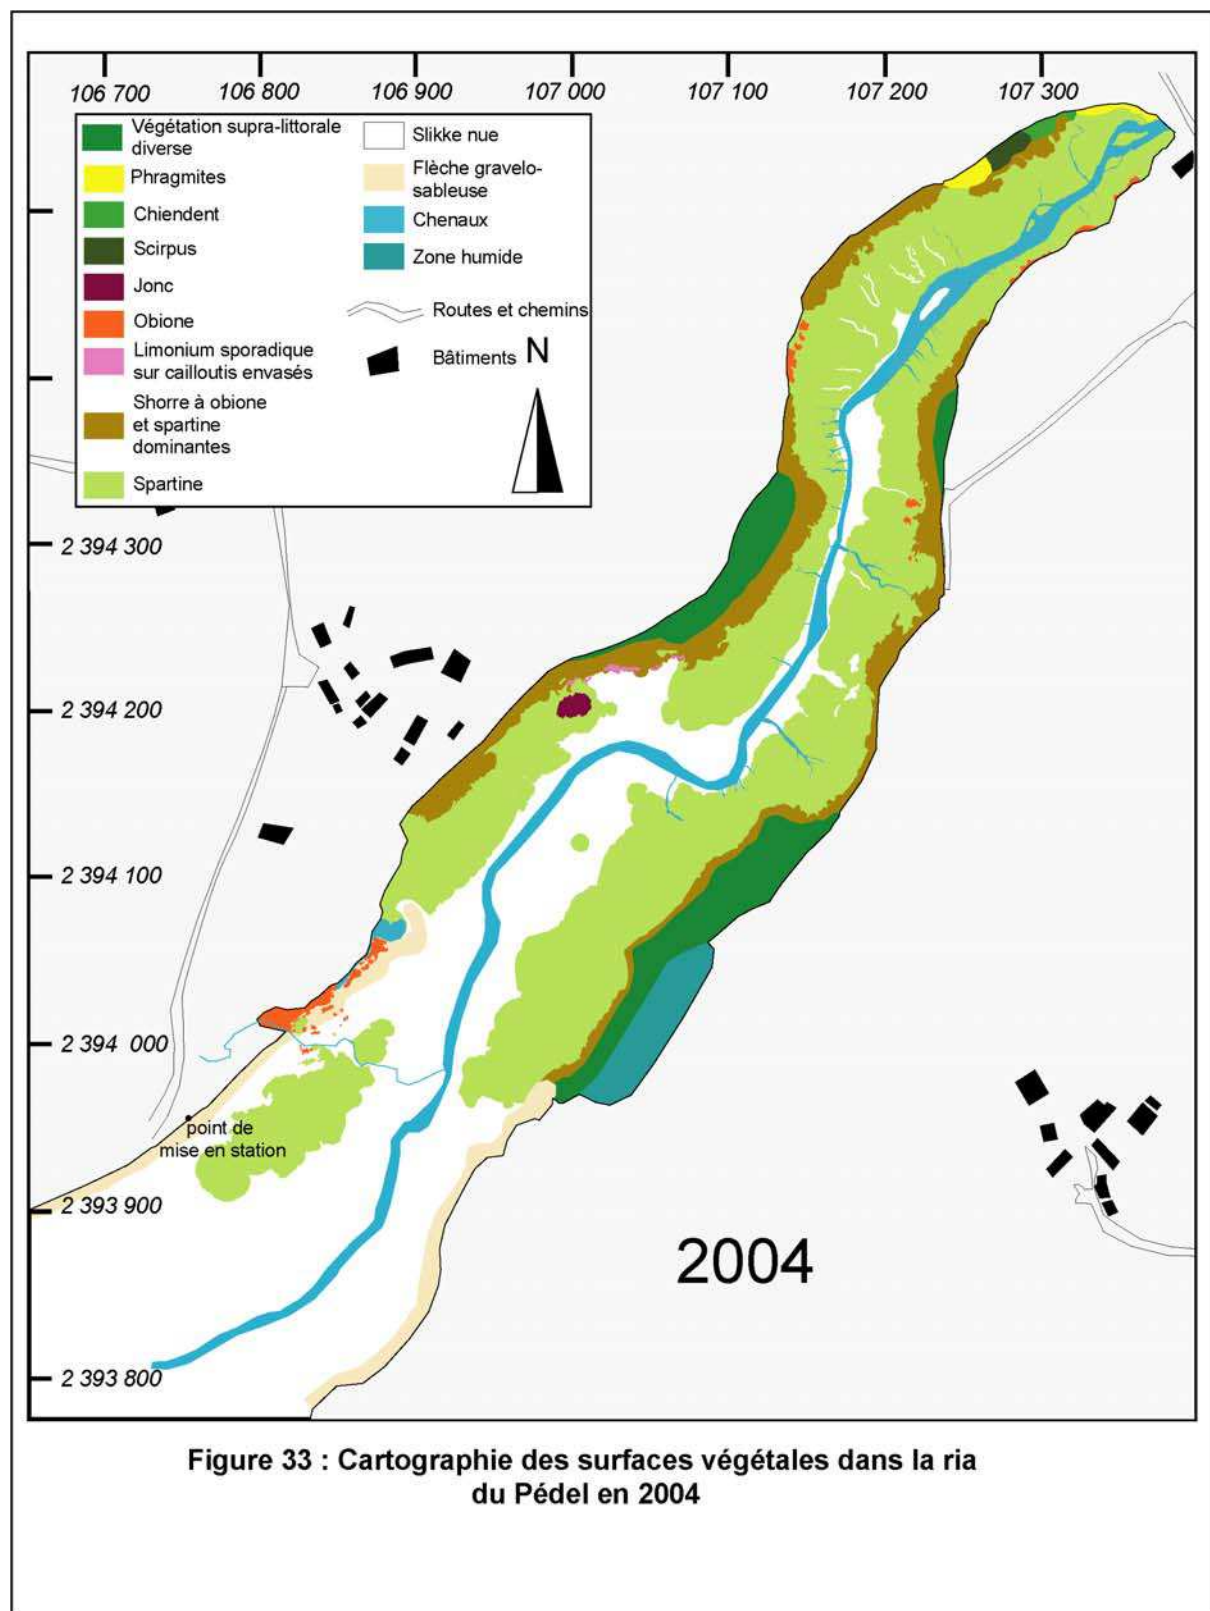 106 700
106 800
106 900
107 000
107 100
107 200
107 300
Végétation supra-littorale
diverse
Phragmites
Chiendent
Scirpus
Jonc
Obione
Limonium sporadique
sur cailloutis envasés
Shorre à obione
et spartine
dominantes
Spartine
Slikke nue
Flèche gravelo-
sableuse
Chenaux
Zone humide
Routes et chemins
Bâtiments
N
2 394 300
2 394 200
2 394 100
2 394 000
point de
mise en station
2 393 900
2 393 800
2004
Figure 33 : Cartographie des surfaces végétales dans la ria
du Pédel en 2004